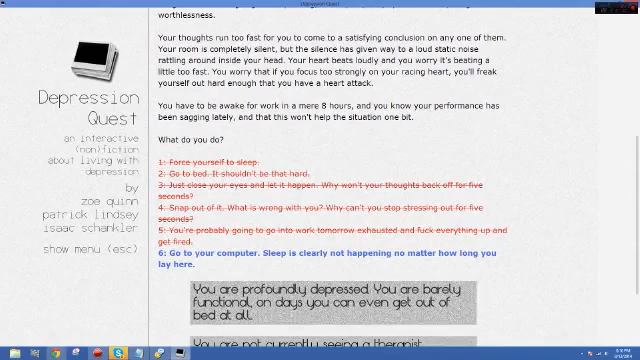 Depression Quest
worthlessness.
Your thoughts run too fast for you to come to a satisfying conclusion on any one of them.
Your room is completely silent, but the silence has given way to a loud static noise
rattling around inside your head. Your heart beats loudly and you worry it's beating a
little too fast. You worry that if you focus too strongly on your racing heart, you'll freak
yourself out hard enough that you have a heart attack.
You have to be awake for work in a mere 8 hours, and you know your performance has
been sagging lately, and that this won't help the situation one bit.
What do you do?
1: Force yourself to sleep.
2: Go to bed. It shouldn't be that hard.
3: Just close your eyes and let it happen. Why won't your thoughts back off for five
seconds?
4: Snap out of it. What is wrong with you? Why can't you stop stressing out for five
seconds?
5: You're probably going to go into work tomorrow exhausted and fuck everything up and
get fired.
6: Go to your computer. Sleep is clearly not happening no matter how long you
lay here.
You are profoundly depressed. You are barely
functional, on days you can even get out of
bed at all.
You are not currently seeing a therapist.
Depression
Quest
an interactive
(non)fiction
about living with
depression
by
zoe quinn
patrick lindsey
isaac schankler
show menu (esc)